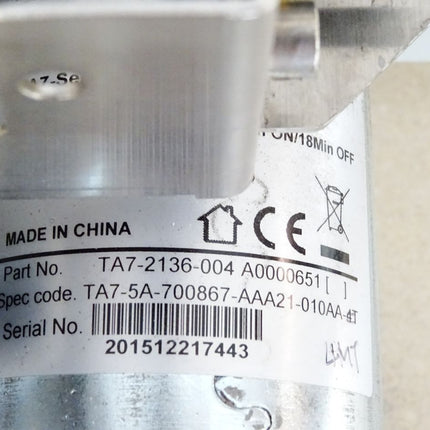 ON/18Min OFF
MADE IN CHINA
CE
Part No. TA7-2136-004 A0000651 [ ]
Spec code. TA7-5A-700867-AAA21-010AA-4T
Serial No.
201512217443